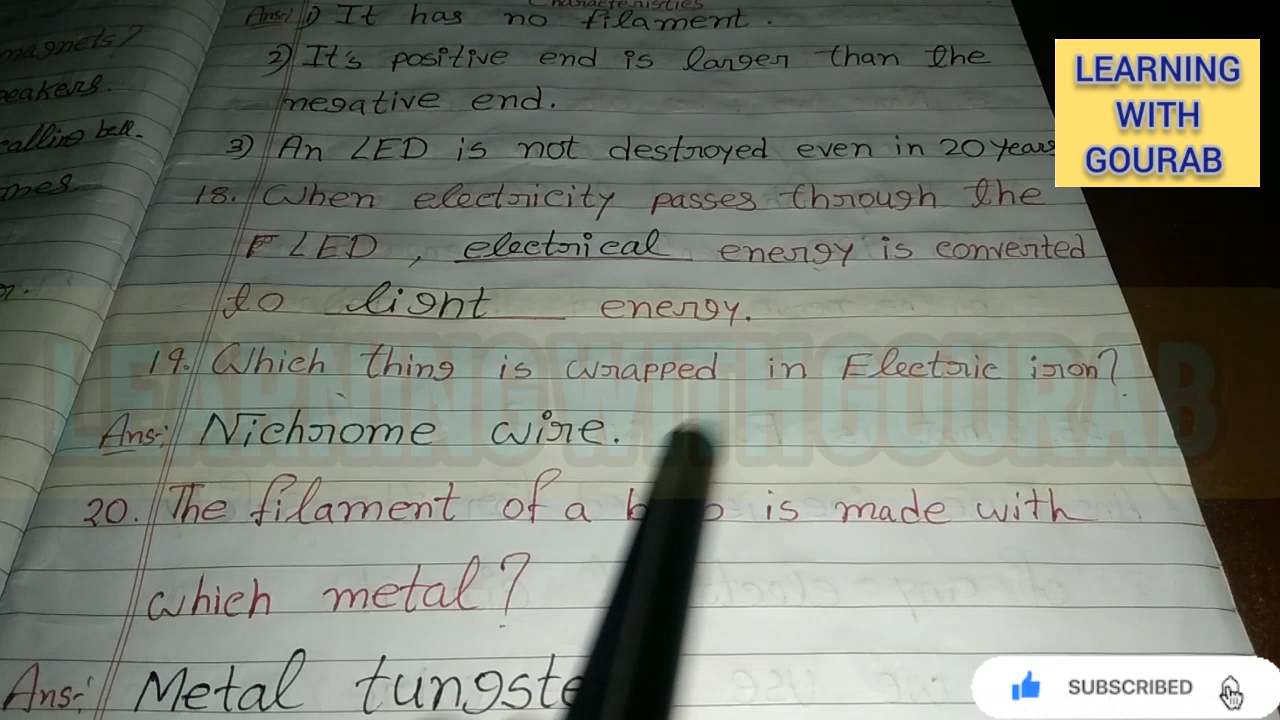 Characteristics
Ans:- 1) It has no filament.
2) It's positive end is larger than the
negative end.
3) An LED is not destroyed even in 20 years
18. When electricity passes through the
LED, electrical energy is converted
to light energy.
19. Which thing is wrapped in Electric iron?
Ans:- Nichrome wire.
20. The filament of a is made with
which metal?
Ans:- Metal
magnets?
mes
LEARNING
WITH
GOURAB
LEARNINGWITHGOURAB
SUBSCRIBED